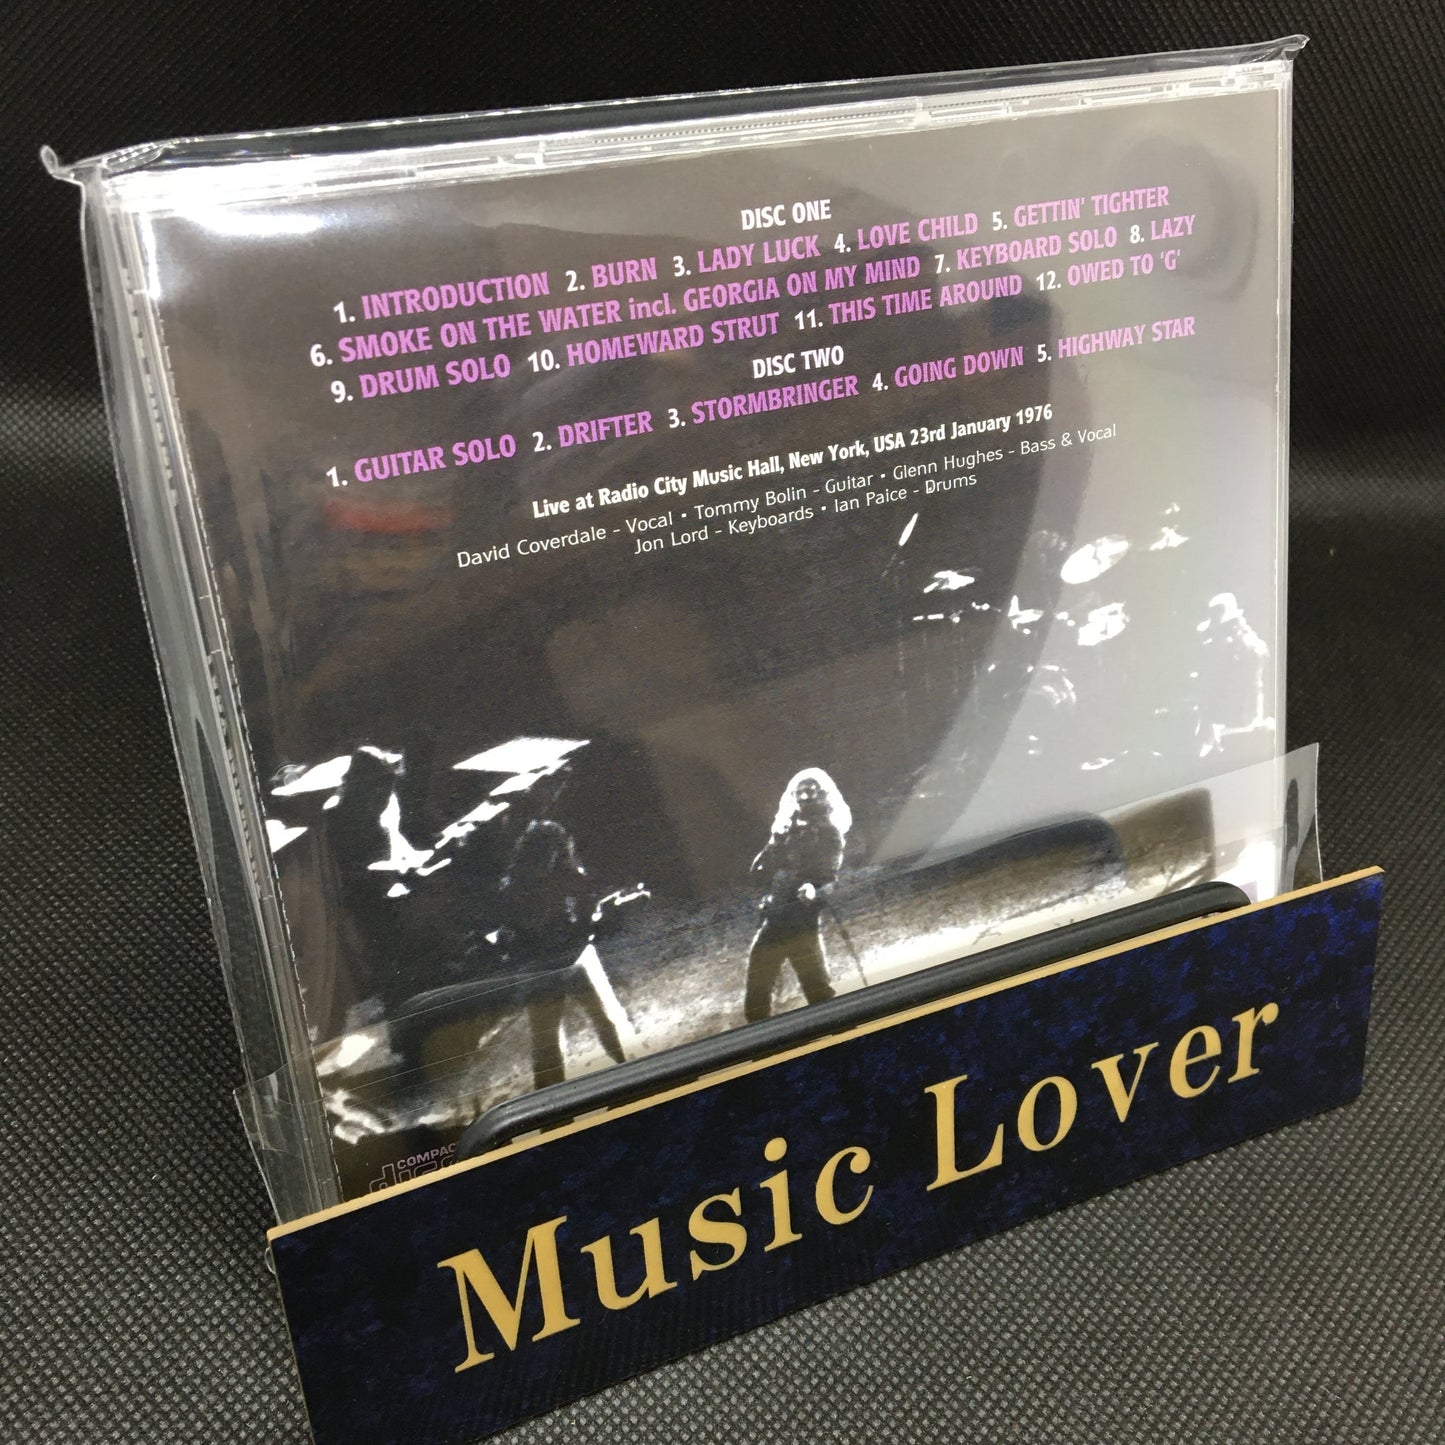 DISC ONE
1. INTRODUCTION 2. BURN 3. LADY LUCK 4. LOVE CHILD 5. GETTIN' TIGHTER
6. SMOKE ON THE WATER incl. GEORGIA ON MY MIND 7. KEYBOARD SOLO 8. LAZY
9. DRUM SOLO 10. HOMEWARD STRUT 11. THIS TIME AROUND 12. OWED TO 'G'
DISC TWO
1. GUITAR SOLO 2. DRIFTER 3. STORMBRINGER 4. GOING DOWN 5. HIGHWAY STAR
Live at Radio City Music Hall, New York, USA 23rd January 1976
David Coverdale - Vocal • Tommy Bolin - Guitar • Glenn Hughes - Bass & Vocal
Jon Lord - Keyboards • Ian Paice - Drums
Music Lover